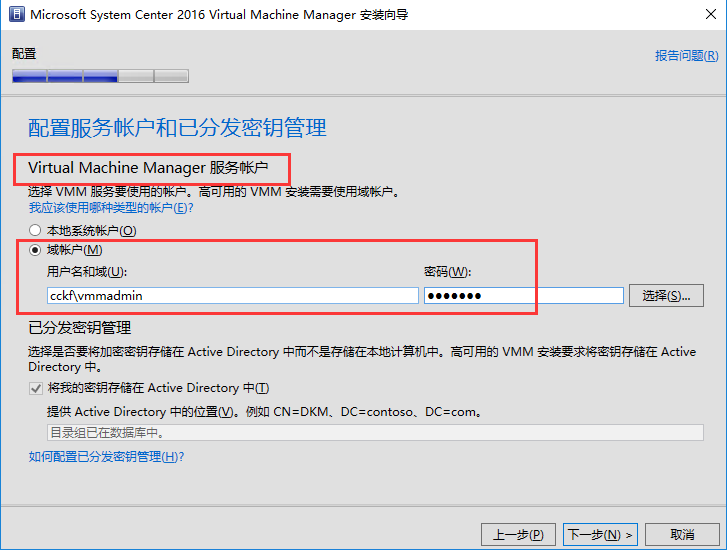 Microsoft System Center 2016 Virtual Machine Manager 安装向导
配置
报告问题(R)
配置服务帐户和已分发密钥管理
Virtual Machine Manager 服务帐户
选择 VMM 服务要使用的帐户。高可用的 VMM 安装需要使用域帐户。
我应该使用哪种类型的帐户(E)?
本地系统帐户(O)
域帐户(M)
用户名和域(U): 密码(W):
cckf\vmmadmin ●●●●●●● 选择(S)...
已分发密钥管理
选择是否要将加密密钥存储在 Active Directory 中而不是存储在本地计算机中。高可用的 VMM 安装要求将密钥存储在 Active
Directory 中。
将我的密钥存储在 Active Directory 中(T)
提供 Active Directory 中的位置(V)。例如 CN=DKM、DC=contoso、DC=com。
目录组已在数据库中。
如何配置已分发密钥管理(H)?
上一步(P) 下一步(N) > 取消